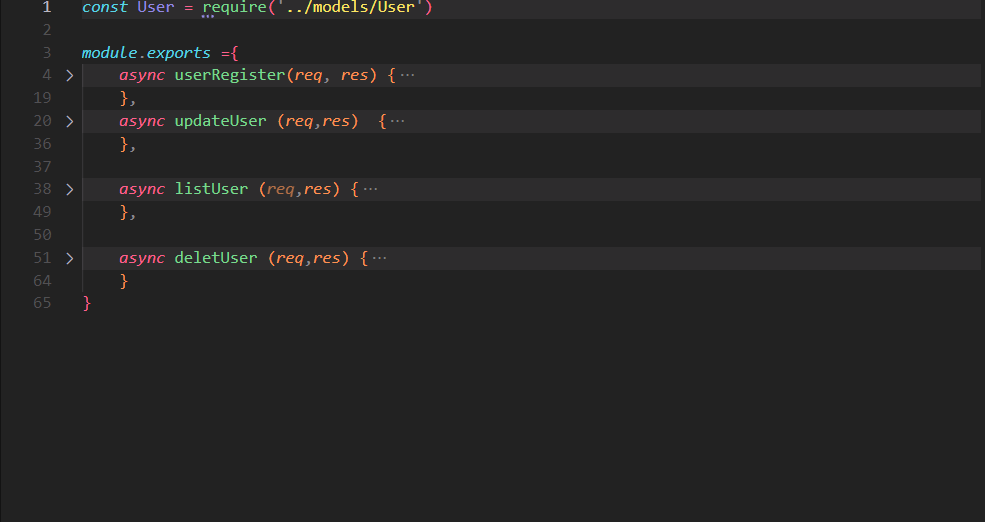 1 const User = require('../models/User')
2
3 module.exports ={
4 async userRegister(req, res) {···
19 },
20 async updateUser (req,res)  {···
36 },
37
38 async listUser (req,res) {···
49 },
50
51 async deletUser (req,res) {···
64 }
65 }